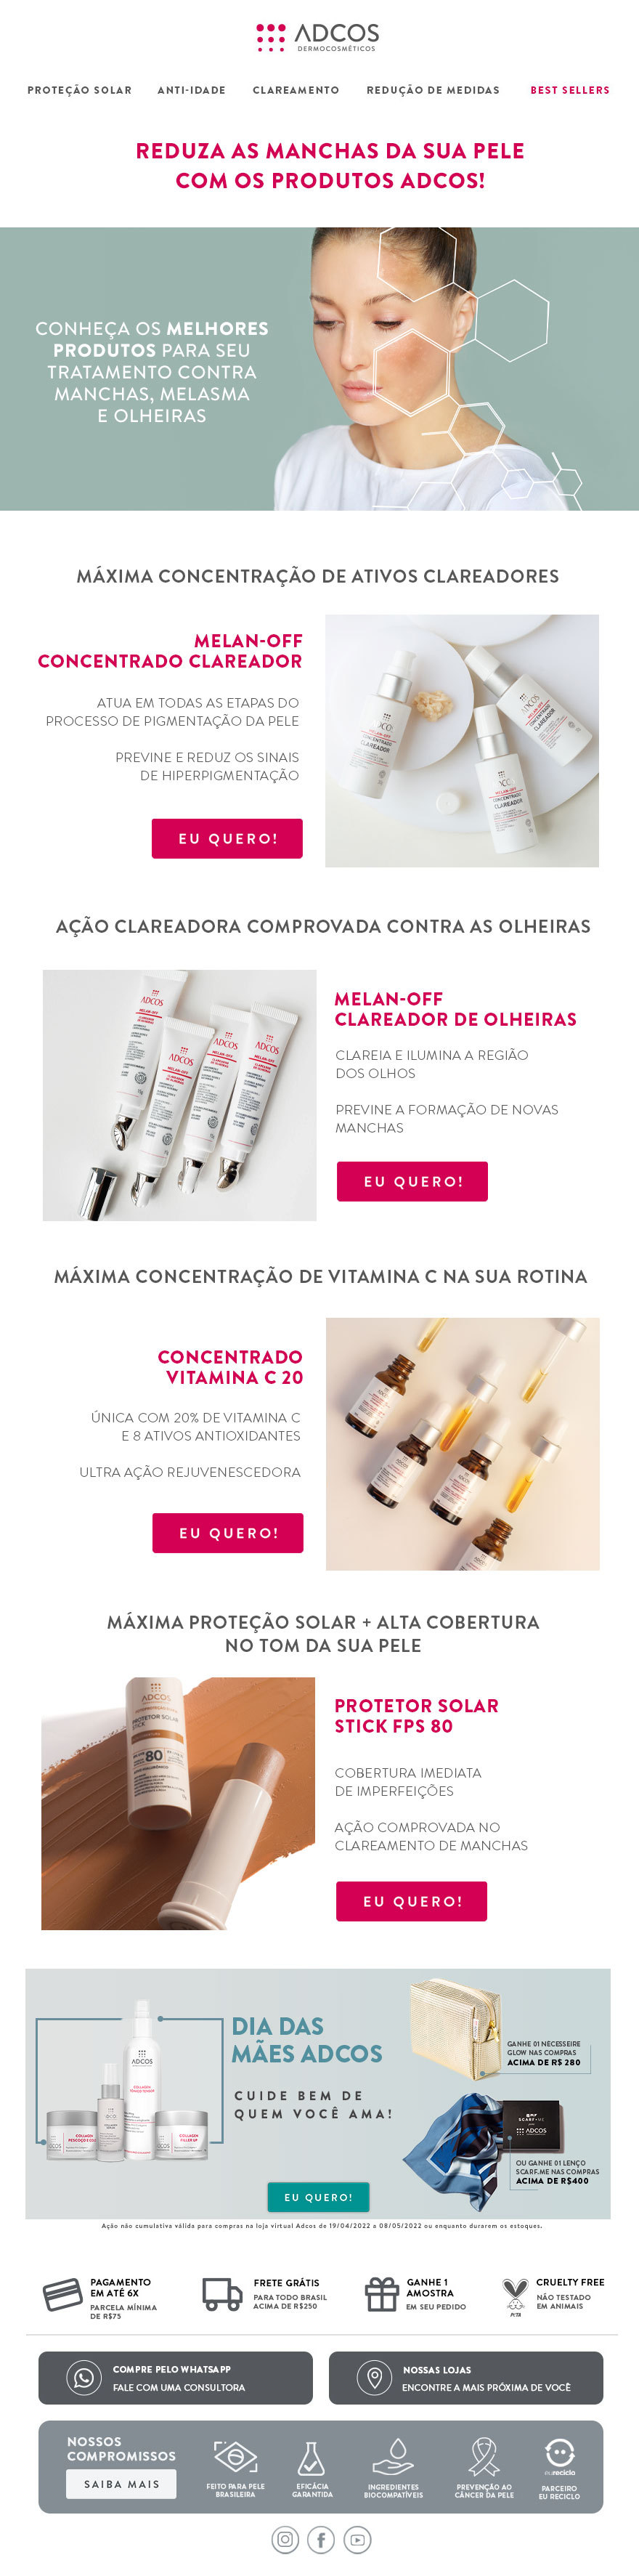 ADCOS
DERMOCOSMÉTICOS
PROTEÇÃO SOLAR ANTI-IDADE CLAREAMENTO REDUÇÃO DE MEDIDAS BEST SELLERS
REDUZA AS MANCHAS DA SUA PELE
COM OS PRODUTOS ADCOS!
CONHEÇA OS MELHORES
PRODUTOS PARA SEU
TRATAMENTO CONTRA
MANCHAS, MELASMA
E OLHEIRAS
MÁXIMA CONCENTRAÇÃO DE ATIVOS CLAREADORES
MELAN-OFF
CONCENTRADO CLAREADOR
ATUA EM TODAS AS ETAPAS DO
PROCESSO DE PIGMENTAÇÃO DA PELE
PREVINE E REDUZ OS SINAIS
DE HIPERPIGMENTAÇÃO
EU QUERO!
AÇÃO CLAREADORA COMPROVADA CONTRA AS OLHEIRAS
MELAN-OFF
CLAREADOR DE OLHEIRAS
CLAREIA E ILUMINA A REGIÃO
DOS OLHOS
PREVINE A FORMAÇÃO DE NOVAS
MANCHAS
EU QUERO!
MÁXIMA CONCENTRAÇÃO DE VITAMINA C NA SUA ROTINA
CONCENTRADO
VITAMINA C 20
ÚNICA COM 20% DE VITAMINA C
E 8 ATIVOS ANTIOXIDANTES
ULTRA AÇÃO REJUVENESCEDORA
EU QUERO!
MÁXIMA PROTEÇÃO SOLAR + ALTA COBERTURA
NO TOM DA SUA PELE
ADCOS
PROTETOR SOLAR
STICK
80
PROTETOR SOLAR
STICK FPS 80
COBERTURA IMEDIATA
DE IMPERFEIÇÕES
AÇÃO COMPROVADA NO
CLAREAMENTO DE MANCHAS
EU QUERO!
DIA DAS
MÃES ADCOS
CUIDE BEM DE
QUEM VOCÊ AMA!
EU QUERO!
ADCOS
GANHE 01 NECESSEIRE
GLOW NAS COMPRAS
ACIMA DE R$ 280
SCARF·ME
ADCOS
OU GANHE 01 LENÇO
SCARF.ME NAS COMPRAS
ACIMA DE R$400
Ação não cumulativa válida para compras na loja virtual Adcos de 19/04/2022 a 08/05/2022 ou enquanto durarem os estoques.
PAGAMENTO
EM ATÉ 6X
PARCELA MÍNIMA
DE R$75
FRETE GRÁTIS
PARA TODO BRASIL
ACIMA DE R$250
GANHE 1
AMOSTRA
EM SEU PEDIDO
PeTA
CRUELTY FREE
NÃO TESTADO
EM ANIMAIS
COMPRE PELO WHATSAPP
FALE COM UMA CONSULTORA
NOSSAS LOJAS
ENCONTRE A MAIS PRÓXIMA DE VOCÊ
NOSSOS
COMPROMISSOS
SAIBA MAIS
FEITO PARA PELE
BRASILEIRA
EFICÁCIA
GARANTIDA
INGREDIENTES
BIOCOMPATÍVEIS
PREVENÇÃO AO
CÂNCER DA PELE
eureciclo
PARCEIRO
EU RECICLO